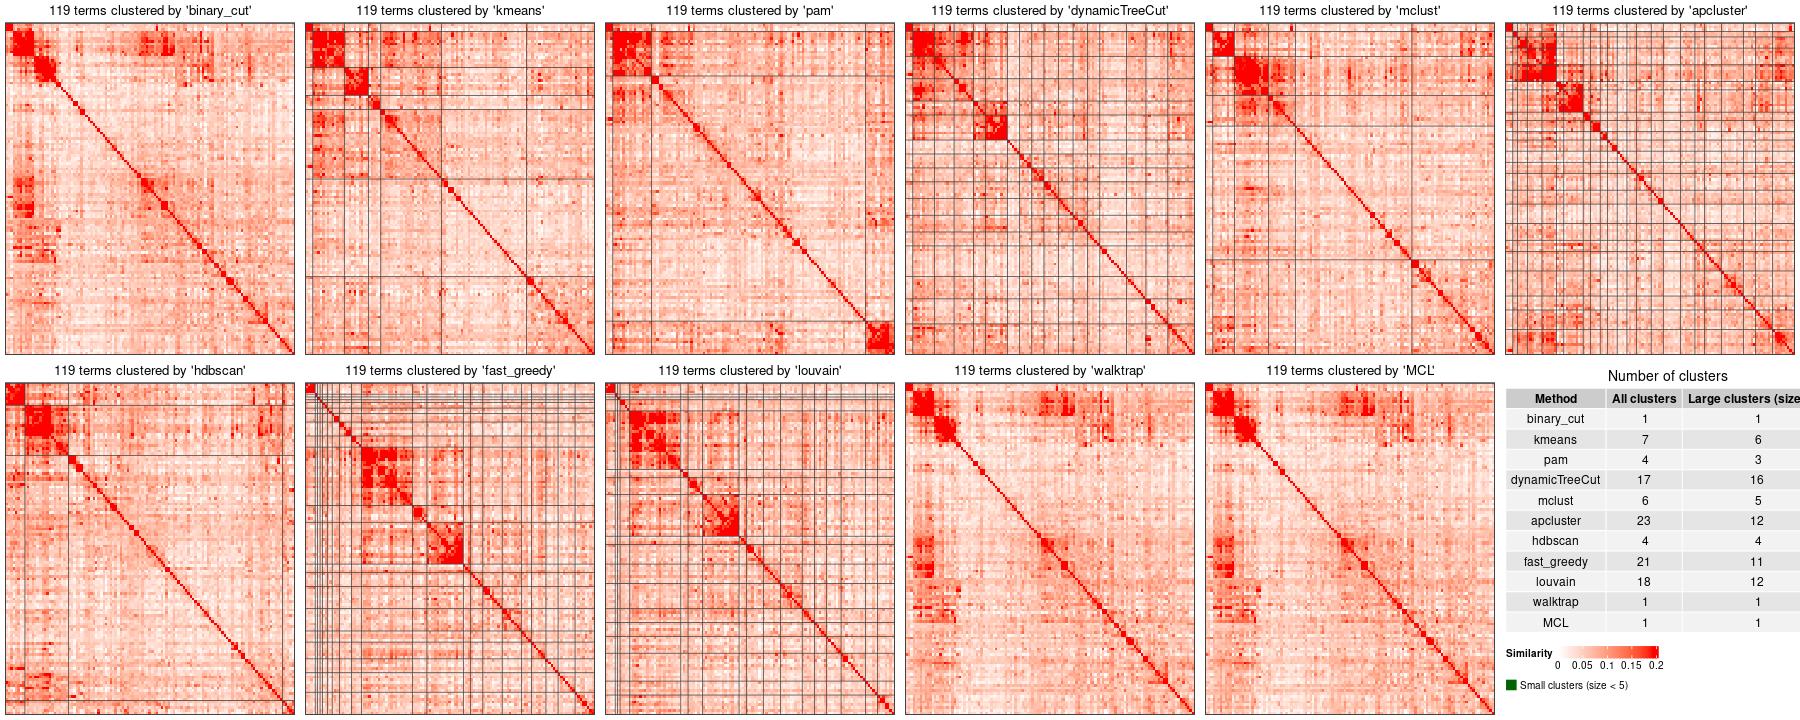 119 terms clustered by 'binary_cut'
119 terms clustered by 'kmeans'
119 terms clustered by 'pam'
119 terms clustered by 'dynamicTreeCut'
119 terms clustered by 'mclust'
119 terms clustered by 'apcluster'
119 terms clustered by 'hdbscan'
119 terms clustered by 'fast_greedy'
119 terms clustered by 'louvain'
119 terms clustered by 'walktrap'
119 terms clustered by 'MCL'
Number of clusters
Method All clusters Large clusters (size
binary_cut 1 1
kmeans 7 6
pam 4 3
dynamicTreeCut 17 16
mclust 6 5
apcluster 23 12
hdbscan 4 4
fast_greedy 21 11
louvain 18 12
walktrap 1 1
MCL 1 1
Similarity
0 0.05 0.1 0.15 0.2
Small clusters (size < 5)